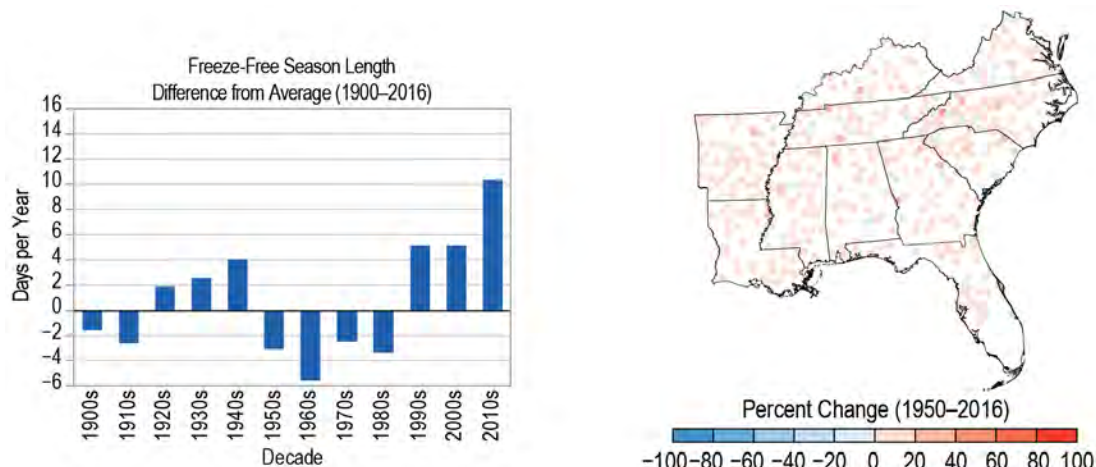 Freeze-Free Season Length
Difference from Average (1900–2016)
16
14
12
10
8
6
4
2
0
−2
−4
−6
Days per Year
1900s
1910s
1920s
1930s
1940s
1950s
1960s
1970s
1980s
1990s
2000s
2010s
Decade
Percent Change (1950–2016)
−100 −80 −60 −40 −20 0 20 40 60 80 100